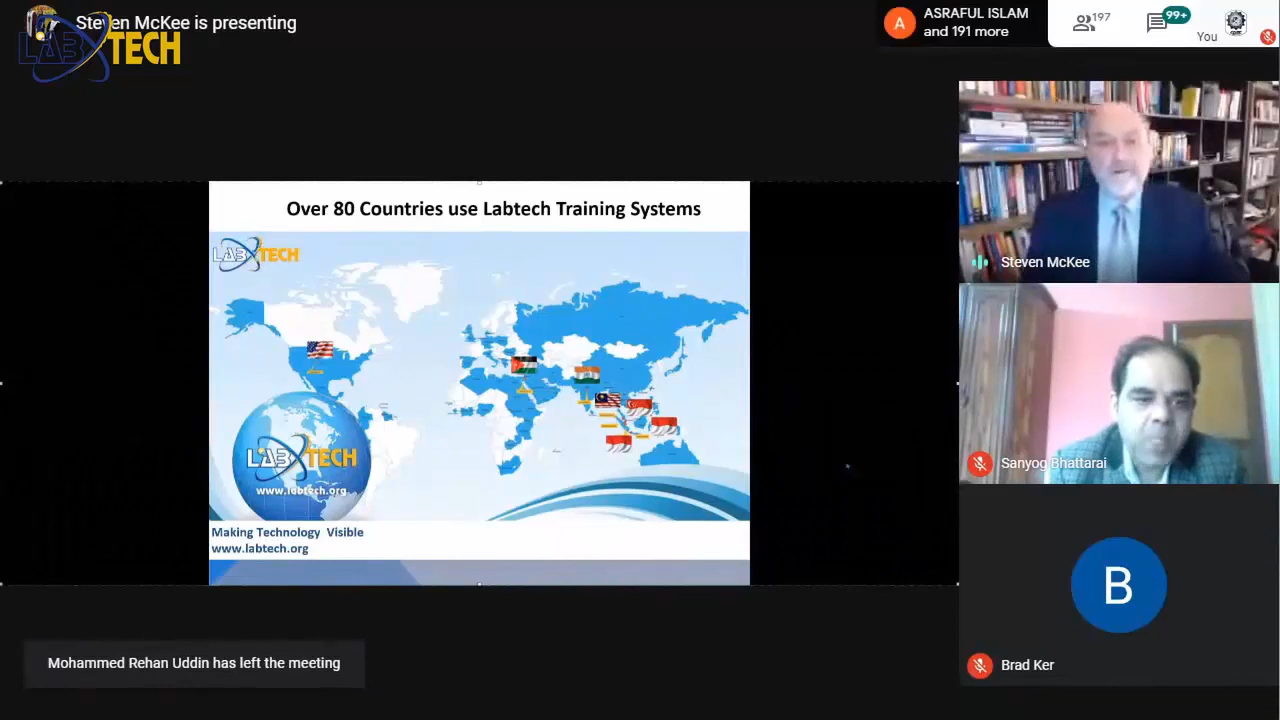 Steven McKee is presenting
LABTECH
ASRAFUL ISLAM
and 191 more
197
99+
You
Over 80 Countries use Labtech Training Systems
LABTECH
LABTECH
www.labtech.org
Making Technology Visible
www.labtech.org
Steven McKee
Sanyog Bhattarai
B
Brad Ker
Mohammed Rehan Uddin has left the meeting
A